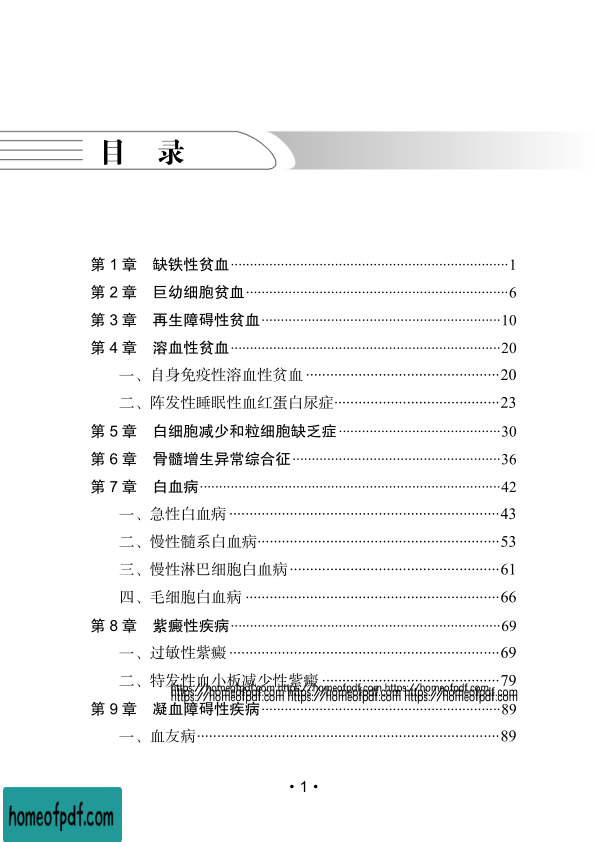 目 录
第 1 章 缺铁性贫血……1
第 2 章 巨幼细胞贫血……6
第 3 章 再生障碍性贫血……10
第 4 章 溶血性贫血……20
一、自身免疫性溶血性贫血……20
二、阵发性睡眠性血红蛋白尿症……23
第 5 章 白细胞减少和粒细胞缺乏症……30
第 6 章 骨髓增生异常综合征……36
第 7 章 白血病……42
一、急性白血病……43
二、慢性髓系白血病……53
三、慢性淋巴细胞白血病……61
四、毛细胞白血病……66
第 8 章 紫癜性疾病……69
一、过敏性紫癜……69
二、特发性血小板减少性紫癜……79
https://homeofpdf.com https://homeofpdf.com https://homeofpdf.com
https://homeofpdf.com https://homeofpdf.com https://homeofpdf.com
第 9 章 凝血障碍性疾病……89
一、血友病……89
• 1 •
homeofpdf.com